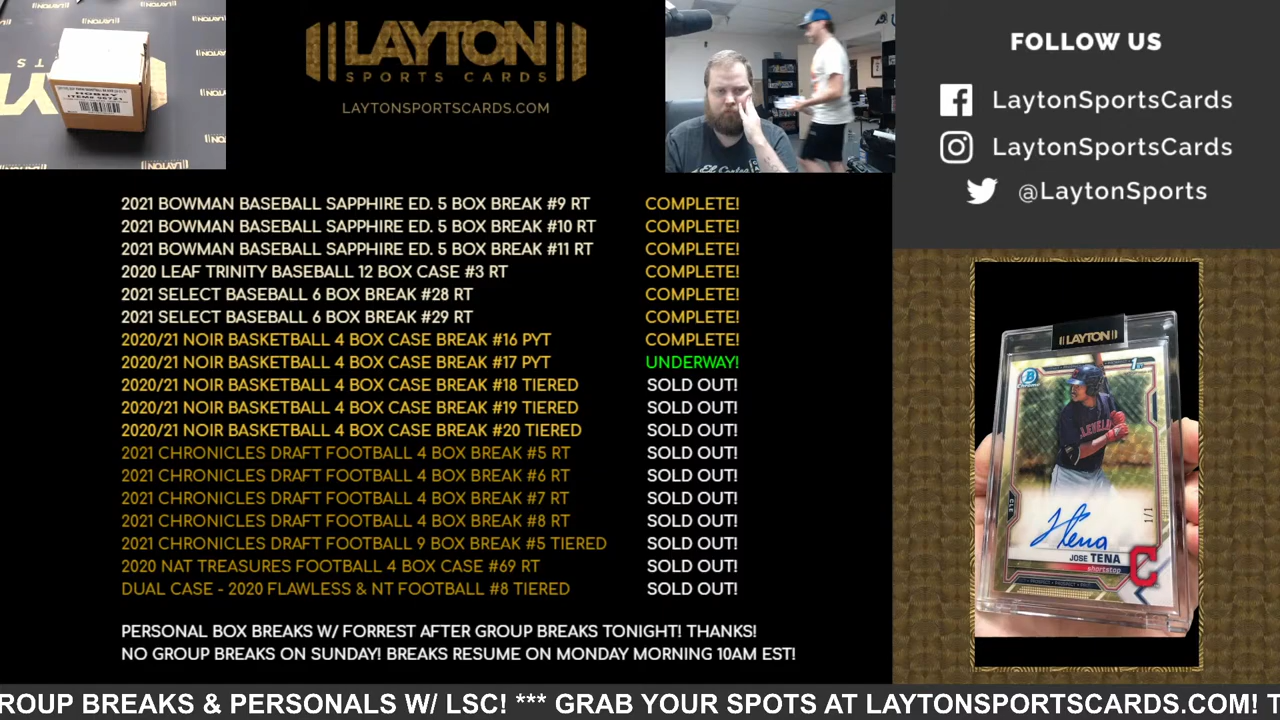 HOBBY
LAYTON
SPORTS CARDS
LAYTONSPORTSCARDS.COM
FOLLOW US
LaytonSportsCards
LaytonSportsCards
@LaytonSports
2021 BOWMAN BASEBALL SAPPHIRE ED. 5 BOX BREAK #9 RT COMPLETE!
2021 BOWMAN BASEBALL SAPPHIRE ED. 5 BOX BREAK #10 RT COMPLETE!
2021 BOWMAN BASEBALL SAPPHIRE ED. 5 BOX BREAK #11 RT COMPLETE!
2020 LEAF TRINITY BASEBALL 12 BOX CASE #3 RT COMPLETE!
2021 SELECT BASEBALL 6 BOX BREAK #28 RT COMPLETE!
2021 SELECT BASEBALL 6 BOX BREAK #29 RT COMPLETE!
2020/21 NOIR BASKETBALL 4 BOX CASE BREAK #16 PYT COMPLETE!
2020/21 NOIR BASKETBALL 4 BOX CASE BREAK #17 PYT UNDERWAY!
2020/21 NOIR BASKETBALL 4 BOX CASE BREAK #18 TIERED SOLD OUT!
2020/21 NOIR BASKETBALL 4 BOX CASE BREAK #19 TIERED SOLD OUT!
2020/21 NOIR BASKETBALL 4 BOX CASE BREAK #20 TIERED SOLD OUT!
2021 CHRONICLES DRAFT FOOTBALL 4 BOX BREAK #5 RT SOLD OUT!
2021 CHRONICLES DRAFT FOOTBALL 4 BOX BREAK #6 RT SOLD OUT!
2021 CHRONICLES DRAFT FOOTBALL 4 BOX BREAK #7 RT SOLD OUT!
2021 CHRONICLES DRAFT FOOTBALL 4 BOX BREAK #8 RT SOLD OUT!
2021 CHRONICLES DRAFT FOOTBALL 9 BOX BREAK #5 TIERED SOLD OUT!
2020 NAT TREASURES FOOTBALL 4 BOX CASE #69 RT SOLD OUT!
DUAL CASE - 2020 FLAWLESS & NT FOOTBALL #8 TIERED SOLD OUT!
PERSONAL BOX BREAKS W/ FORREST AFTER GROUP BREAKS TONIGHT! THANKS!
NO GROUP BREAKS ON SUNDAY! BREAKS RESUME ON MONDAY MORNING 10AM EST!
LAYTON
1st
CLE
1/1
JOSE TENA
shortstop
ROUP BREAKS & PERSONALS W/ LSC! *** GRAB YOUR SPOTS AT LAYTONSPORTSCARDS.COM! T